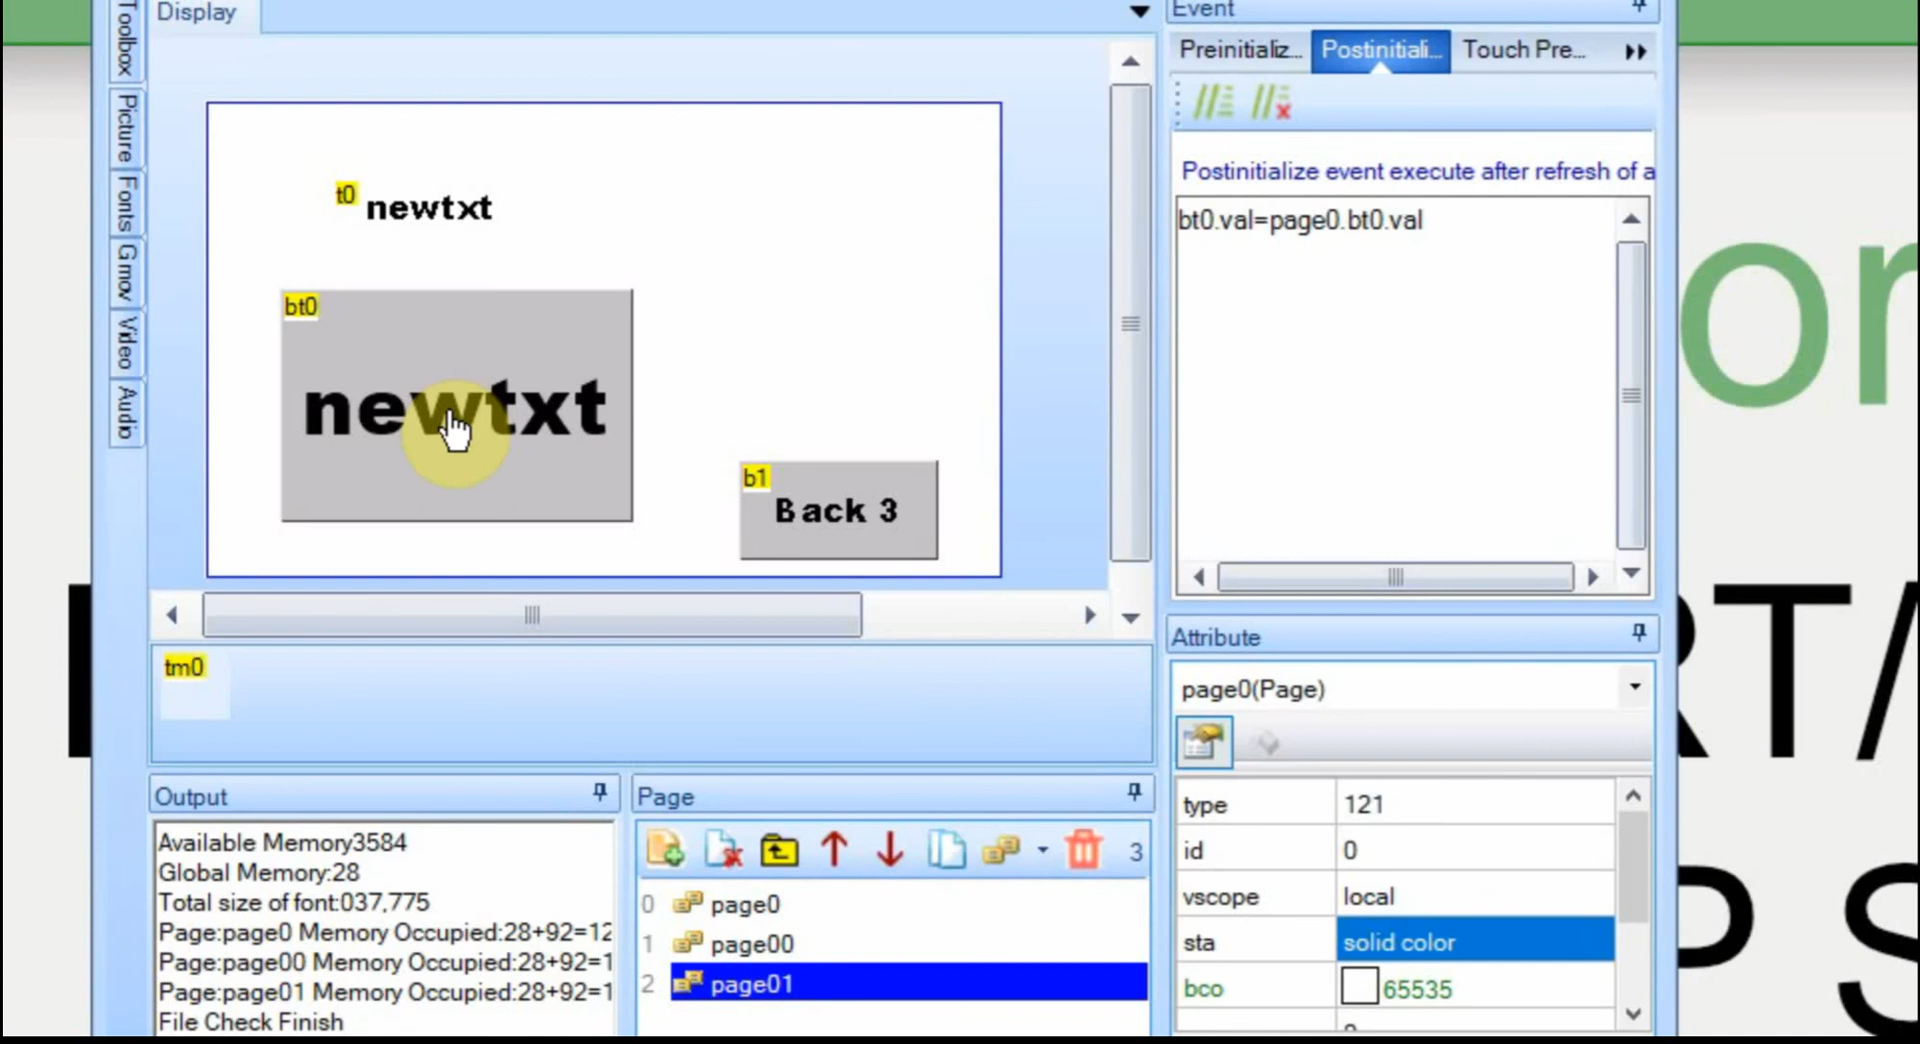 Display
Event
Toolbox
Picture
Fonts
Gmov
Video
Audio
Preinitializ...
Postinitiali...
Touch Pre...
Postinitialize event execute after refresh of a
bt0.val=page0.bt0.val
t0
newtxt
bt0
newtxt
b1
Back 3
tm0
Attribute
page0(Page)
type 121
id 0
vscope local
sta solid color
bco 65535
Output
Available Memory3584
Global Memory:28
Total size of font:037,775
Page:page0 Memory Occupied:28+92=12
Page:page00 Memory Occupied:28+92=1
Page:page01 Memory Occupied:28+92=1
File Check Finish
Page
3
0 page0
1 page00
2 page01